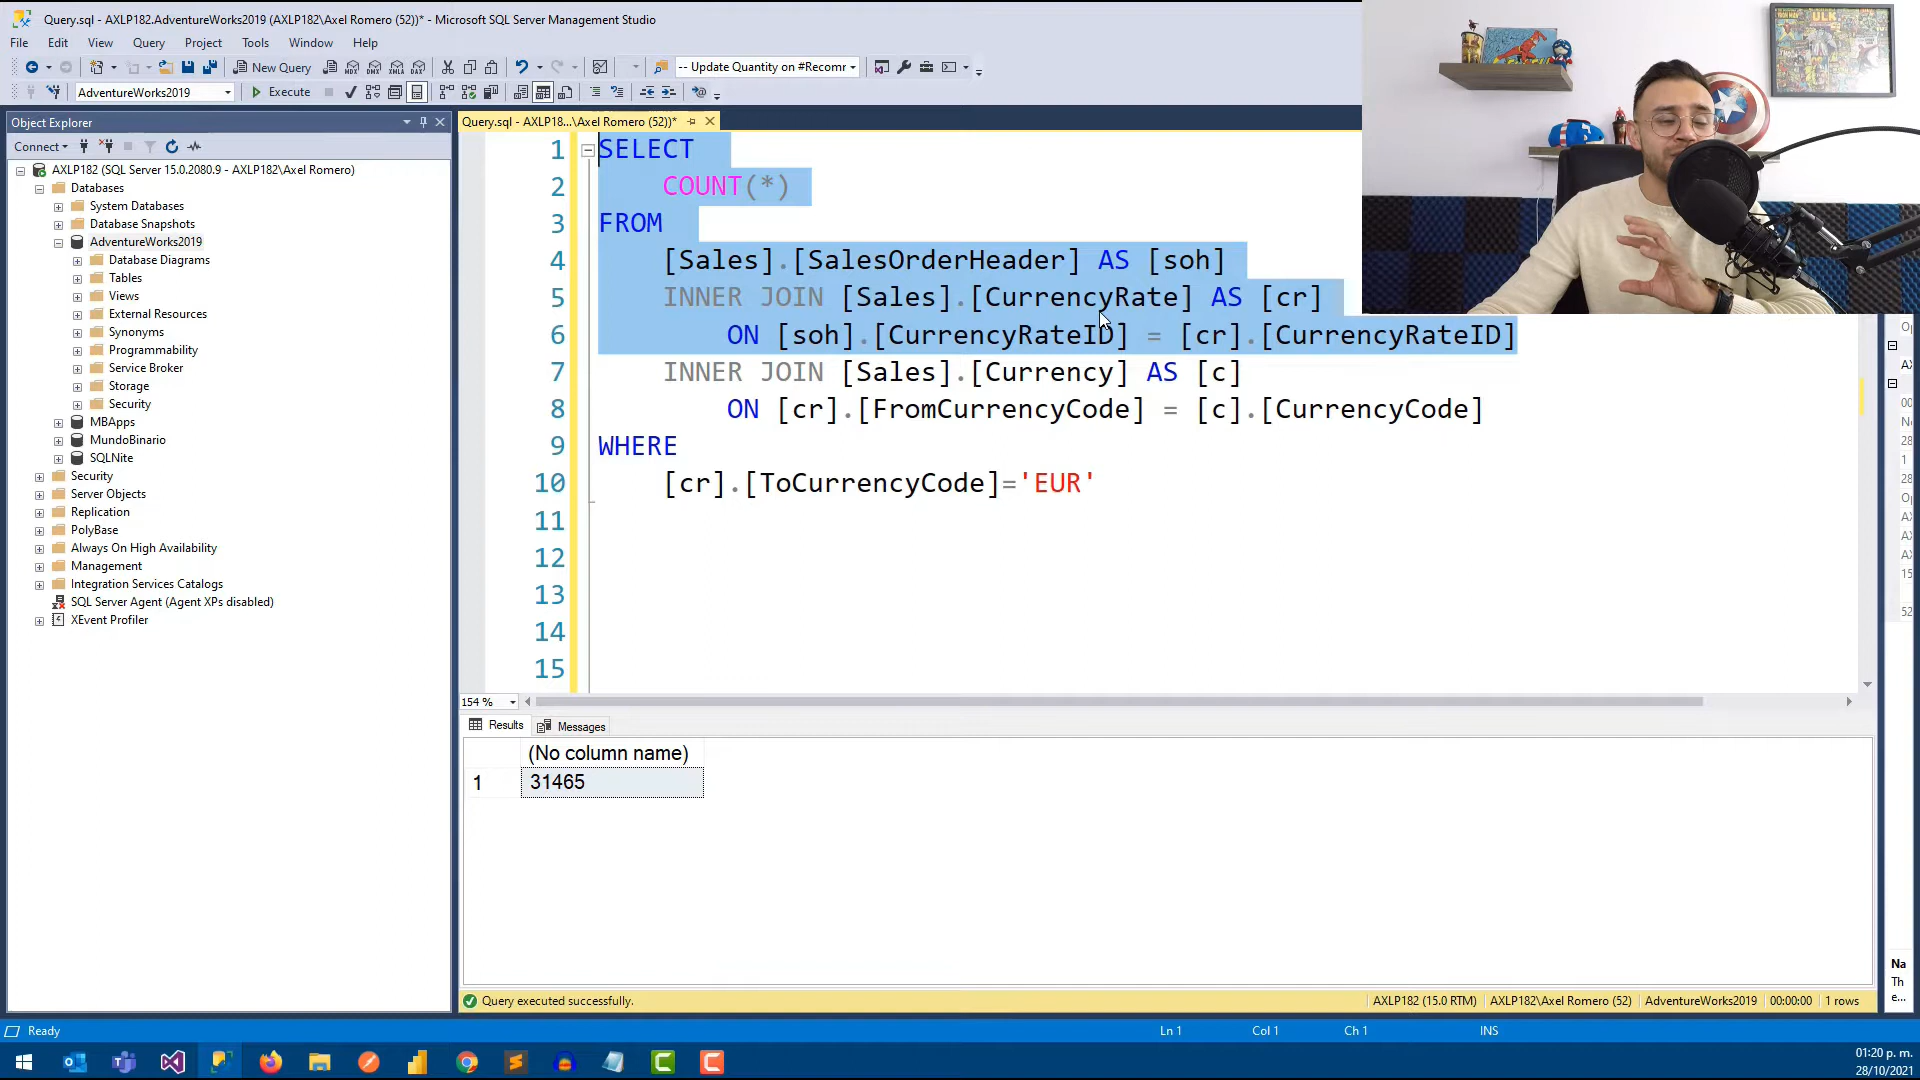 Query.sql - AXLP182.AdventureWorks2019 (AXLP182\Axel Romero (52))* - Microsoft SQL Server Management Studio
File Edit View Query Project Tools Window Help
New Query -- Update Quantity on #Recomr
AdventureWorks2019 Execute
Object Explorer
Connect
AXLP182 (SQL Server 15.0.2080.9 - AXLP182\Axel Romero)
Databases
System Databases
Database Snapshots
AdventureWorks2019
Database Diagrams
Tables
Views
External Resources
Synonyms
Programmability
Service Broker
Storage
Security
MBApps
MundoBinario
SQLNite
Security
Server Objects
Replication
PolyBase
Always On High Availability
Management
Integration Services Catalogs
SQL Server Agent (Agent XPs disabled)
XEvent Profiler
Query.sql - AXLP18...\Axel Romero (52))*
1 SELECT
2 COUNT(*)
3 FROM
4 [Sales].[SalesOrderHeader] AS [soh]
5 INNER JOIN [Sales].[CurrencyRate] AS [cr]
6 ON [soh].[CurrencyRateID] = [cr].[CurrencyRateID]
7 INNER JOIN [Sales].[Currency] AS [c]
8 ON [cr].[FromCurrencyCode] = [c].[CurrencyCode]
9 WHERE
10 [cr].[ToCurrencyCode]='EUR'
11
12
13
14
15
154 %
Results Messages
(No column name)
1 31465
Query executed successfully. AXLP182 (15.0 RTM) AXLP182\Axel Romero (52) AdventureWorks2019 00:00:00 1 rows
Na
Th
e...
Ready Ln 1 Col 1 Ch 1 INS
01:20 p. m.
28/10/2021